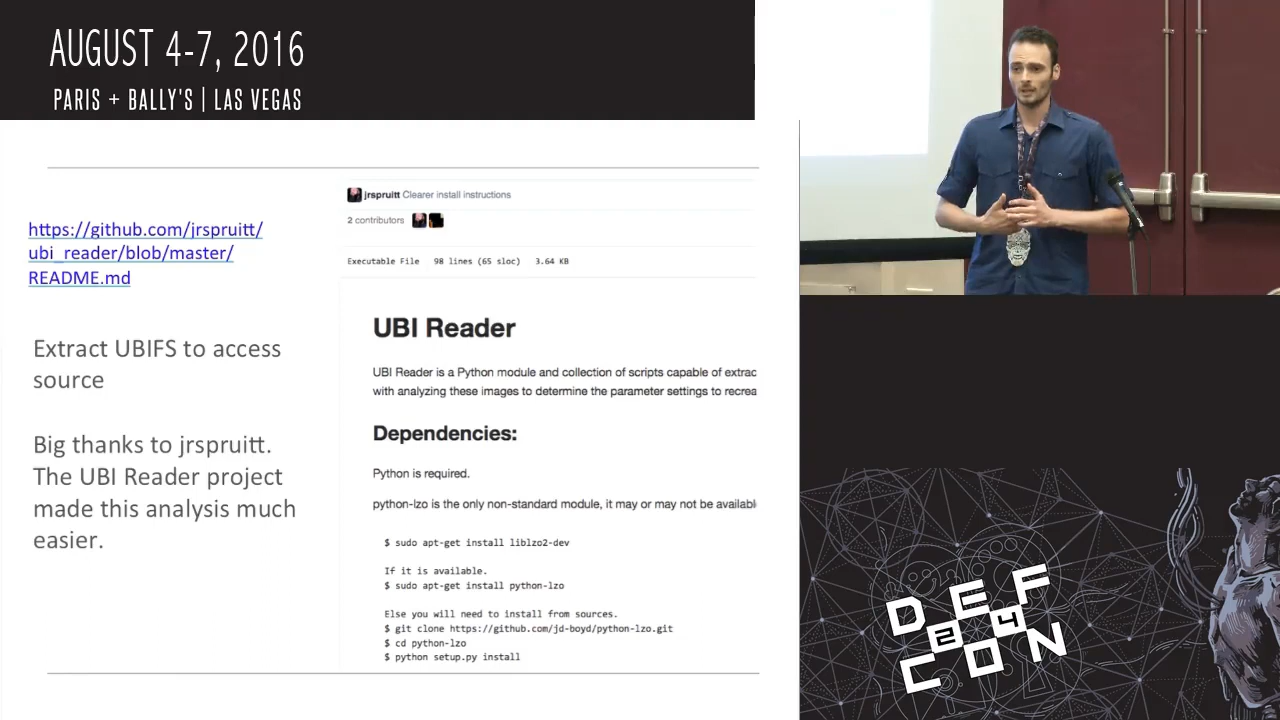 AUGUST 4-7, 2016
PARIS + BALLY'S | LAS VEGAS
https://github.com/jrspruitt/
ubi_reader/blob/master/
README.md
Extract UBIFS to access
source
Big thanks to jrspruitt.
The UBI Reader project
made this analysis much
easier.
jrspruitt Clearer install instructions
2 contributors
Executable File 98 lines (65 sloc) 3.64 KB
UBI Reader
UBI Reader is a Python module and collection of scripts capable of extrac
with analyzing these images to determine the parameter settings to recrea
Dependencies:
Python is required.
python-lzo is the only non-standard module, it may or may not be availabl
$ sudo apt-get install liblzo2-dev
If it is available.
$ sudo apt-get install python-lzo
Else you will need to install from sources.
$ git clone https://github.com/jd-boyd/python-lzo.git
$ cd python-lzo
$ python setup.py install
DEF
24
CON